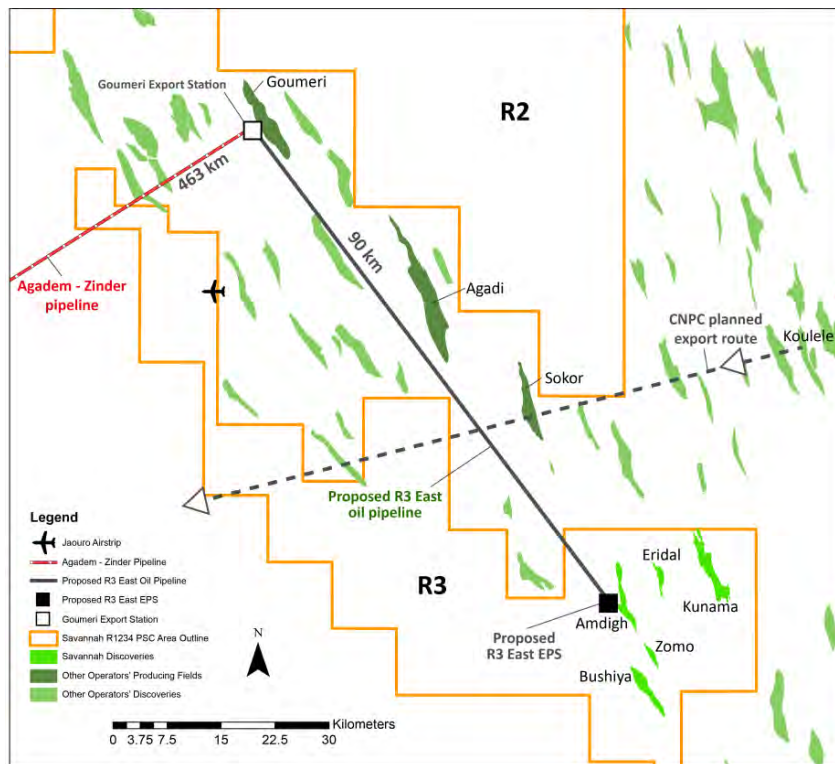 Goumeri Export Station
Goumeri
R2
463 km
90 km
Agadem - Zinder
pipeline
Agadi
CNPC planned
export route
Koulele
Sokor
Proposed R3 East
oil pipeline
R3
Eridal
Kunama
Amdigh
Proposed
R3 East EPS
Zomo
Bushiya
Legend
Jaouro Airstrip
Agadem - Zinder Pipeline
Proposed R3 East Oil Pipeline
Proposed R3 East EPS
Goumeri Export Station
Savannah R1234 PSC Area Outline
Savannah Discoveries
Other Operators' Producing Fields
Other Operators' Discoveries
N
Kilometers
0 3.75 7.5 15 22.5 30